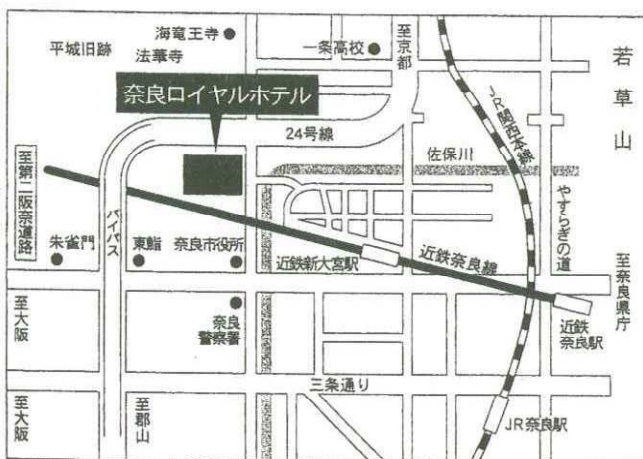 海竜王寺
平城旧跡
法華寺
一条高校
至京都
若草山
奈良ロイヤルホテル
24号線
JR関西本線
佐保川
至第二阪奈道路
バイパス
やすらぎの道
朱雀門
東鮨
奈良市役所
近鉄新大宮駅
近鉄奈良線
至奈良県庁
至大阪
奈良
警察署
近鉄
奈良駅
三条通り
至大阪
至郡山
JR奈良駅